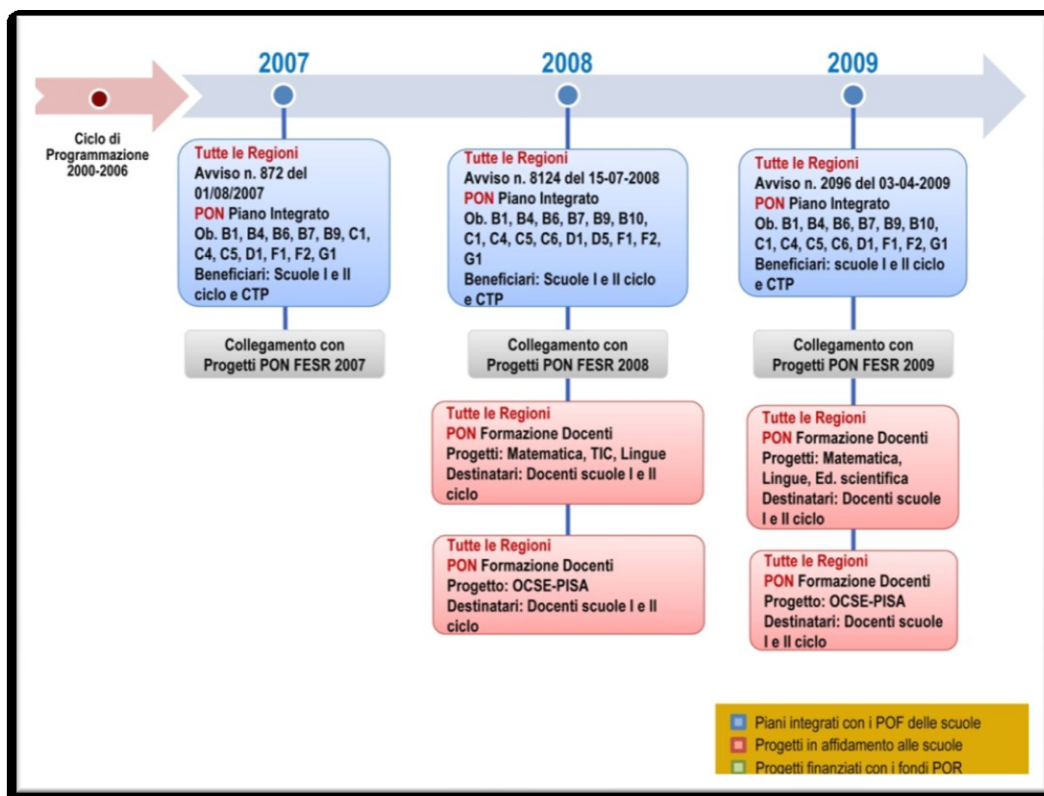 2007
2008
2009
Ciclo di
Programmazione
2000-2006
Tutte le Regioni
Avviso n. 872 del
01/08/2007
PON Piano Integrato
Ob. B1, B4, B6, B7, B9, C1,
C4, C5, D1, F1, F2, G1
Beneficiari: Scuole I e II
ciclo e CTP
Tutte le Regioni
Avviso n. 8124 del 15-07-2008
PON Piano Integrato
Ob. B1, B4, B6, B7, B9, B10,
C1, C4, C5, C6, D1, D5, F1, F2,
G1
Beneficiari: Scuole I e II ciclo
e CTP
Tutte le Regioni
Avviso n. 2096 del 03-04-2009
PON Piano Integrato
Ob. B1, B4, B6, B7, B9, B10,
C1, C4, C5, C6, D1, F1, F2, G1
Beneficiari: scuole I e II ciclo
e CTP
Collegamento con
Progetti PON FESR 2007
Collegamento con
Progetti PON FESR 2008
Collegamento con
Progetti PON FESR 2009
Tutte le Regioni
PON Formazione Docenti
Progetti: Matematica, TIC, Lingue
Destinatari: Docenti scuole I e II
ciclo
Tutte le Regioni
PON Formazione Docenti
Progetti: Matematica,
Lingue, Ed. scientifica
Destinatari: Docenti scuole
I e II ciclo
Tutte le Regioni
PON Formazione Docenti
Progetto: OCSE-PISA
Destinatari: Docenti scuole I e II
ciclo
Tutte le Regioni
PON Formazione Docenti
Progetto: OCSE-PISA
Destinatari: Docenti scuole
I e II ciclo
Piani integrati con i POF delle scuole
Progetti in affidamento alle scuole
Progetti finanziati con i fondi POR